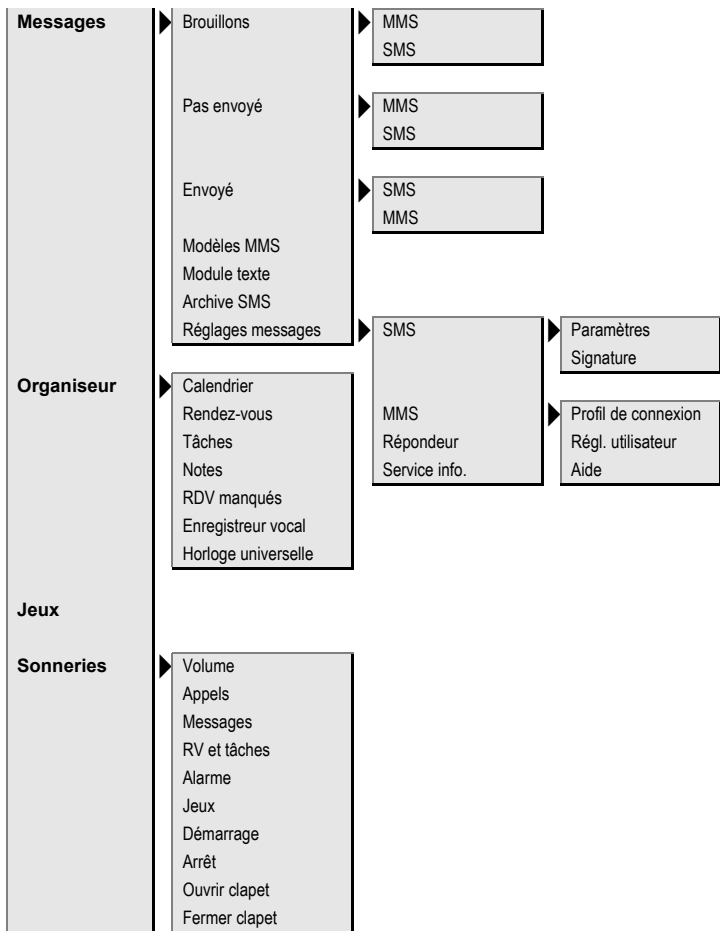 Messages
Brouillons
MMS
SMS
Pas envoyé
MMS
SMS
Envoyé
SMS
MMS
Modèles MMS
Module texte
Archive SMS
Réglages messages
SMS
Paramètres
Signature
MMS
Profil de connexion
Régl. utilisateur
Aide
Répondeur
Service info.
Organiseur
Calendrier
Rendez-vous
Tâches
Notes
RDV manqués
Enregistreur vocal
Horloge universelle
Jeux
Sonneries
Volume
Appels
Messages
RV et tâches
Alarme
Jeux
Démarrage
Arrêt
Ouvrir clapet
Fermer clapet